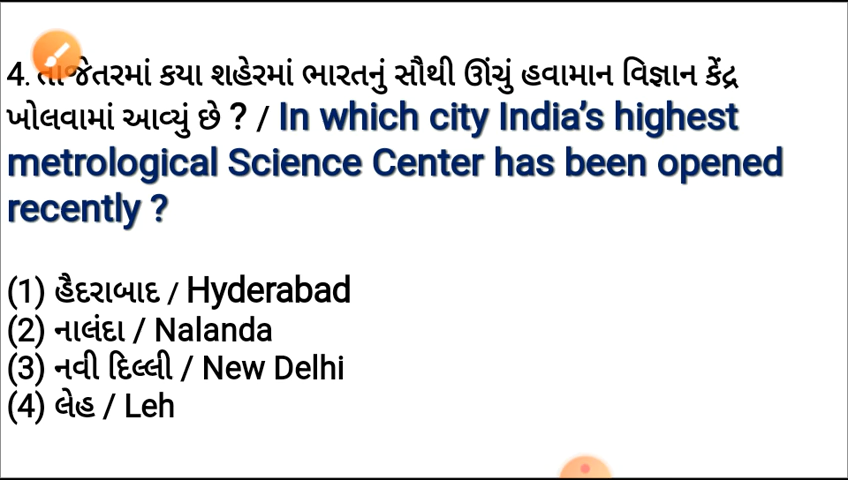 4. તાજેતરમાં કયા શહેરમાં ભારતનું સૌથી ઊંચું હવામાન વિજ્ઞાન કેંદ્ર
ખોલવામાં આવ્યું છે ? / In which city India's highest
metrological Science Center has been opened
recently ?
(1) હૈદરાબાદ / Hyderabad
(2) નાલંદા / Nalanda
(3) નવી દિલ્લી / New Delhi
(4) લેહ / Leh